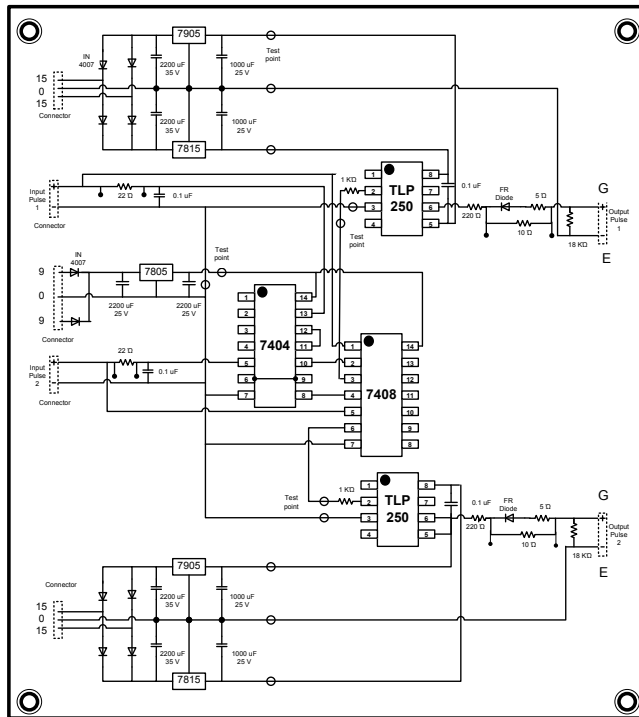 7905
IN
4007
2200 uF
35 V
1000 uF
25 V
Test
point
15
0
15
Connector
2200 uF
35 V
1000 uF
25 V
7815
Input
Pulse
1
Connector
22 Ω
0.1 uF
1 KΩ
1
2
3
4
TLP
250
8
7
6
5
0.1 uF
Test
point
220 Ω
FR
Diode
5 Ω
10 Ω
18 KΩ
G
Output
Pulse
1
E
IN
4007
9
0
9
Connector
7805
2200 uF
25 V
2200 uF
25 V
Test
point
1
2
3
4
5
6
7
7404
14
13
12
11
10
9
8
1
2
3
4
5
6
7
7408
14
13
12
11
10
9
8
Input
Pulse
2
Connector
22 Ω
0.1 uF
Test
point
1 KΩ
1
2
3
4
TLP
250
8
7
6
5
0.1 uF
220 Ω
FR
Diode
5 Ω
10 Ω
18 KΩ
G
Output
Pulse
2
E
Connector
15
0
15
7905
2200 uF
35 V
1000 uF
25 V
2200 uF
35 V
1000 uF
25 V
7815